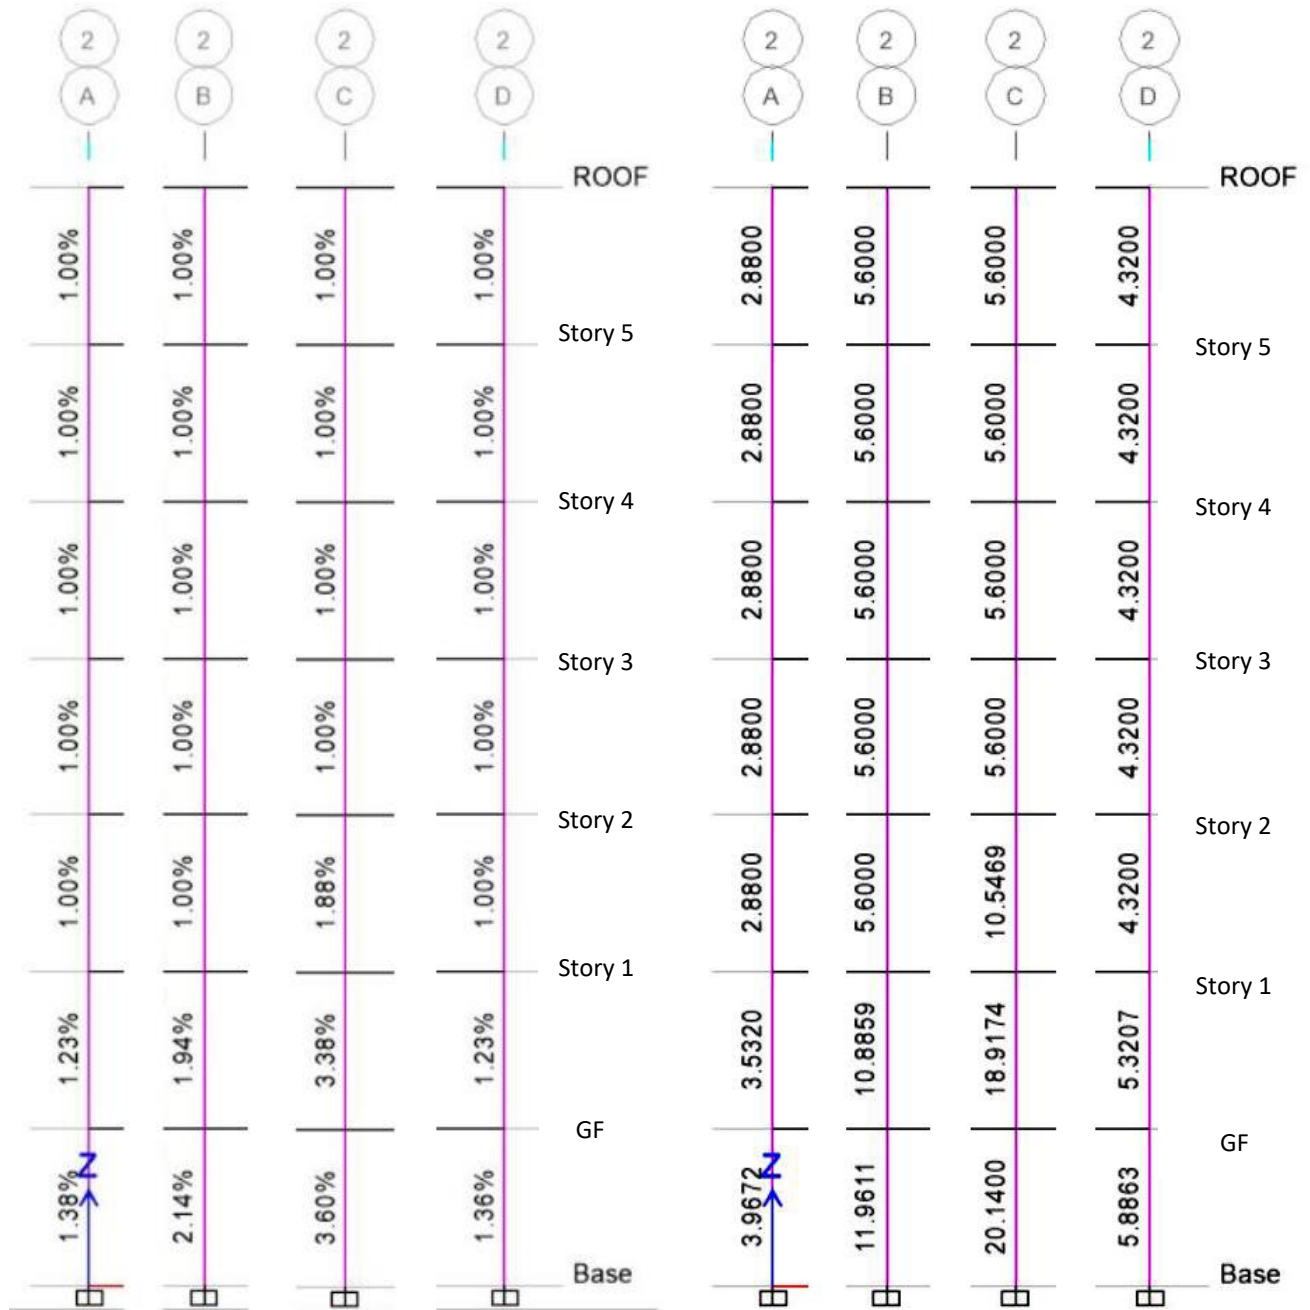 2 2 2 2 2 2 2 2
A B C D A B C D
ROOF ROOF
1.00% 1.00% 1.00% 1.00% 2.8800 5.6000 5.6000 4.3200
Story 5 Story 5
1.00% 1.00% 1.00% 1.00% 2.8800 5.6000 5.6000 4.3200
Story 4 Story 4
1.00% 1.00% 1.00% 1.00% 2.8800 5.6000 5.6000 4.3200
Story 3 Story 3
1.00% 1.00% 1.00% 1.00% 2.8800 5.6000 5.6000 4.3200
Story 2 Story 2
1.00% 1.00% 1.88% 1.00% 2.8800 5.6000 10.5469 4.3200
Story 1 Story 1
1.23% 1.94% 3.38% 1.23% 3.5320 10.8859 18.9174 5.3207
GF GF
Z Z
1.38% 2.14% 3.60% 1.36% 3.9672 11.9611 20.1400 5.8863
Base Base